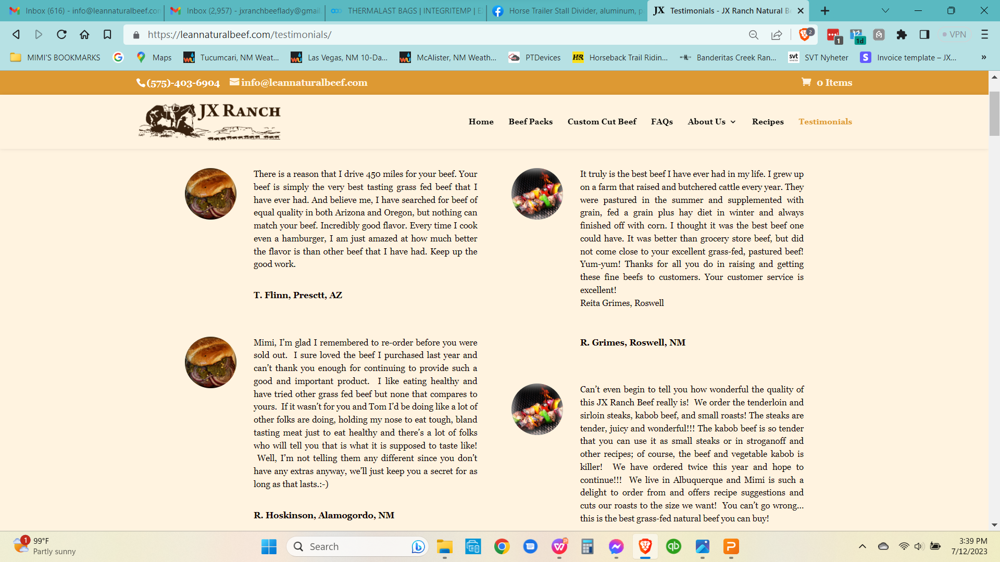 Inbox (616) - info@leannaturalbeef.con
Inbox (2,957) - jxranchbeeflady@gmail
THERMALAST BAGS | INTEGRITEMP | E
Horse Trailer Stall Divider, aluminum, p
JX Testimonials - JX Ranch Natural B
https://leannaturalbeef.com/testimonials/
2
1
12
1d
VPN
MIMI'S BOOKMARKS
Maps
Tucumcari, NM Weat...
Las Vegas, NM 10-Da...
McAlister, NM Weath...
PTDevices
Horseback Trail Ridin...
Banderitas Creek Ran...
svt SVT Nyheter
S Invoice template – JX...
»
(575)-403-6904
info@leannaturalbeef.com
0 Items
JX RANCH
Home
Beef Packs
Custom Cut Beef
FAQs
About Us
Recipes
Testimonials
There is a reason that I drive 450 miles for your beef. Your
beef is simply the very best tasting grass fed beef that I
have ever had. And believe me, I have searched for beef of
equal quality in both Arizona and Oregon, but nothing can
match your beef. Incredibly good flavor. Every time I cook
even a hamburger, I am just amazed at how much better
the flavor is than other beef that I have had. Keep up the
good work.
T. Flinn, Presctt, AZ
Mimi, I'm glad I remembered to re-order before you were
sold out.  I sure loved the beef I purchased last year and
can't thank you enough for continuing to provide such a
good and important product.  I like eating healthy and
have tried other grass fed beef but none that compares to
yours.  If it wasn't for you and Tom I'd be doing like a lot of
other folks are doing, holding my nose to eat tough, bland
tasting meat just to eat healthy and there's a lot of folks
who will tell you that is what it is supposed to taste like!
Well, I'm not telling them any different since you don't
have any extras anyway, we'll just keep you a secret for as
long as that lasts.:-)
R. Hoskinson, Alamogordo, NM
It truly is the best beef I have ever had in my life. I grew up
on a farm that raised and butchered cattle every year. They
were pastured in the summer and supplemented with
grain, fed a grain plus hay diet in winter and always
finished off with corn. I thought it was the best beef one
could have. It was better than grocery store beef, but did
not come close to your excellent grass-fed, pastured beef!
Yum-yum! Thanks for all you do in raising and getting
these fine beefs to customers. Your customer service is
excellent!
Reita Grimes, Roswell
R. Grimes, Roswell, NM
Can't even begin to tell you how wonderful the quality of
this JX Ranch Beef really is!  We order the tenderloin and
sirloin steaks, kabob beef, and small roasts! The steaks are
tender, juicy and wonderful!!! The kabob beef is so tender
that you can use it as small steaks or in stroganoff and
other recipes; of course, the beef and vegetable kabob is
killer!  We have ordered twice this year and hope to
continue!!!  We live in Albuquerque and Mimi is such a
delight to order from and offers recipe suggestions and
cuts our roasts to the size we want!  You can't go wrong...
this is the best grass-fed natural beef you can buy!
1
99°F
Partly sunny
Search
qb
3:39 PM
7/12/2023